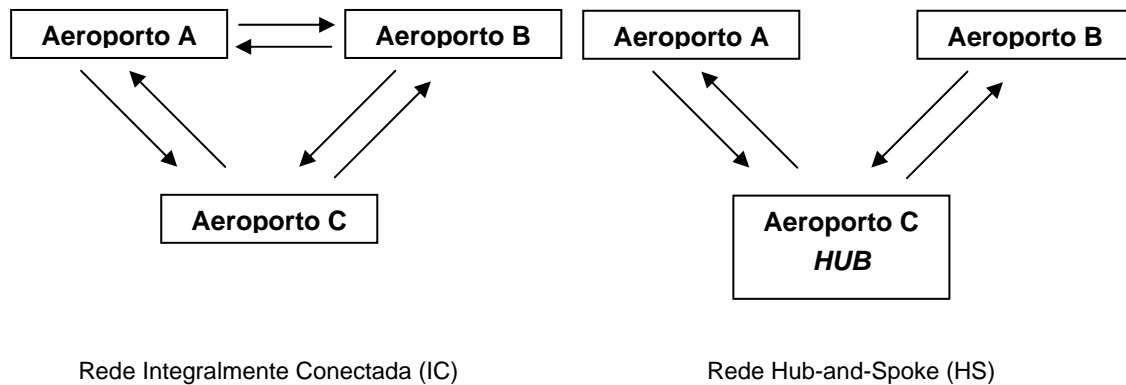 Aeroporto A
Aeroporto B
Aeroporto C
Rede Integralmente Conectada (IC)
Aeroporto A
Aeroporto B
Aeroporto C
HUB
Rede Hub-and-Spoke (HS)